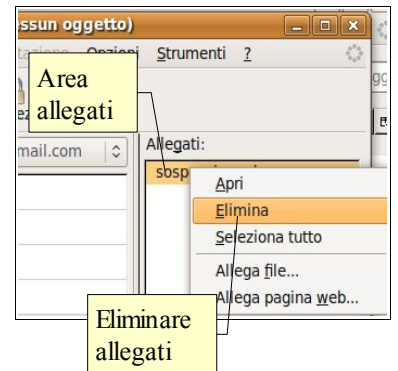 ssun oggetto)
Opzioni Strumenti ?
Area
allegati
mail.com
Allegati:
Apri
Elimina
Seleziona tutto
Allega file...
Allega pagina web...
Eliminare
allegati